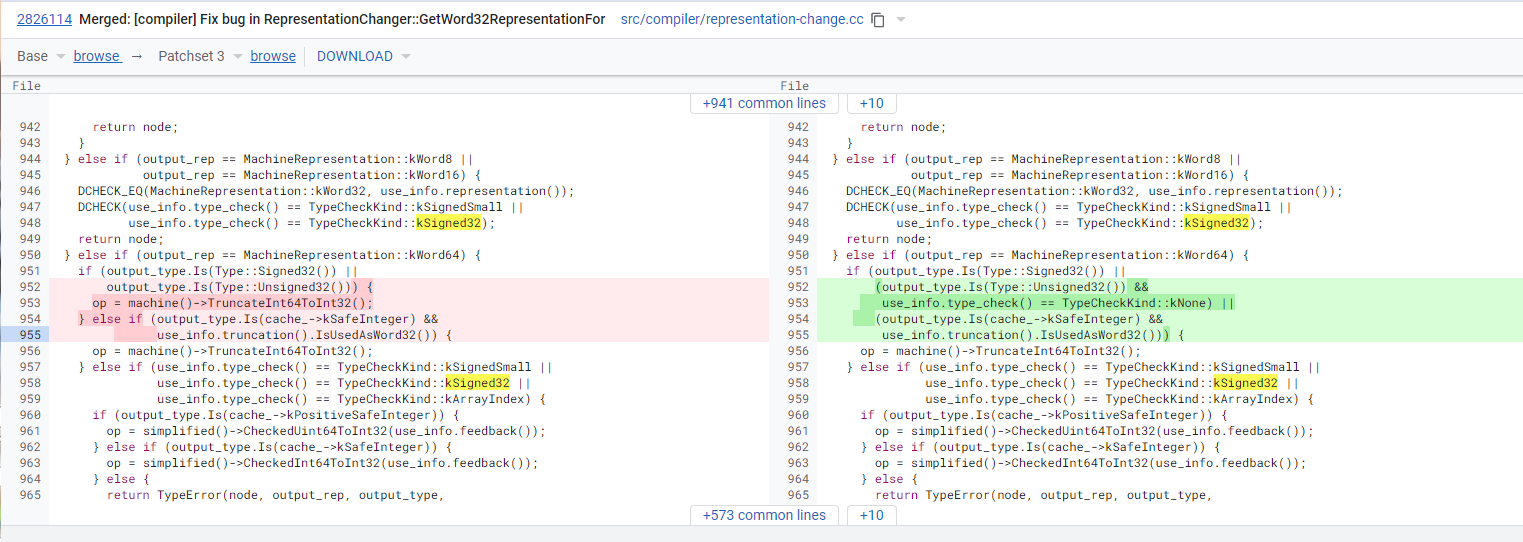 2826114 Merged: [compiler] Fix bug in RepresentationChanger::GetWord32RepresentationFor src/compiler/representation-change.cc
Base browse → Patchset 3 browse DOWNLOAD
File
+941 common lines
942 return node;
943 }
944 } else if (output_rep == MachineRepresentation::kWord8 ||
945 output_rep == MachineRepresentation::kWord16) {
946 DCHECK_EQ(MachineRepresentation::kWord32, use_info.representation());
947 DCHECK(use_info.type_check() == TypeCheckKind::kSignedSmall ||
948 use_info.type_check() == TypeCheckKind::kSigned32);
949 return node;
950 } else if (output_rep == MachineRepresentation::kWord64) {
951 if (output_type.Is(Type::Signed32()) ||
952 output_type.Is(Type::Unsigned32())) {
953 op = machine()->TruncateInt64ToInt32();
954 } else if (output_type.Is(cache_->kSafeInteger) &&
955 use_info.truncation().IsUsedAsWord32()) {
956 op = machine()->TruncateInt64ToInt32();
957 } else if (use_info.type_check() == TypeCheckKind::kSignedSmall ||
958 use_info.type_check() == TypeCheckKind::kSigned32 ||
959 use_info.type_check() == TypeCheckKind::kArrayIndex) {
960 if (output_type.Is(cache_->kPositiveSafeInteger)) {
961 op = simplified()->CheckedUint64ToInt32(use_info.feedback());
962 } else if (output_type.Is(cache_->kSafeInteger)) {
963 op = simplified()->CheckedInt64ToInt32(use_info.feedback());
964 } else {
965 return TypeError(node, output_rep, output_type,
+573 common lines
File
+10
942 return node;
943 }
944 } else if (output_rep == MachineRepresentation::kWord8 ||
945 output_rep == MachineRepresentation::kWord16) {
946 DCHECK_EQ(MachineRepresentation::kWord32, use_info.representation());
947 DCHECK(use_info.type_check() == TypeCheckKind::kSignedSmall ||
948 use_info.type_check() == TypeCheckKind::kSigned32);
949 return node;
950 } else if (output_rep == MachineRepresentation::kWord64) {
951 if (output_type.Is(Type::Signed32()) ||
952 (output_type.Is(Type::Unsigned32()) &&
953 use_info.type_check() == TypeCheckKind::kNone) ||
954 (output_type.Is(cache_->kSafeInteger) &&
955 use_info.truncation().IsUsedAsWord32())) {
956 op = machine()->TruncateInt64ToInt32();
957 } else if (use_info.type_check() == TypeCheckKind::kSignedSmall ||
958 use_info.type_check() == TypeCheckKind::kSigned32 ||
959 use_info.type_check() == TypeCheckKind::kArrayIndex) {
960 if (output_type.Is(cache_->kPositiveSafeInteger)) {
961 op = simplified()->CheckedUint64ToInt32(use_info.feedback());
962 } else if (output_type.Is(cache_->kSafeInteger)) {
963 op = simplified()->CheckedInt64ToInt32(use_info.feedback());
964 } else {
965 return TypeError(node, output_rep, output_type,
+10